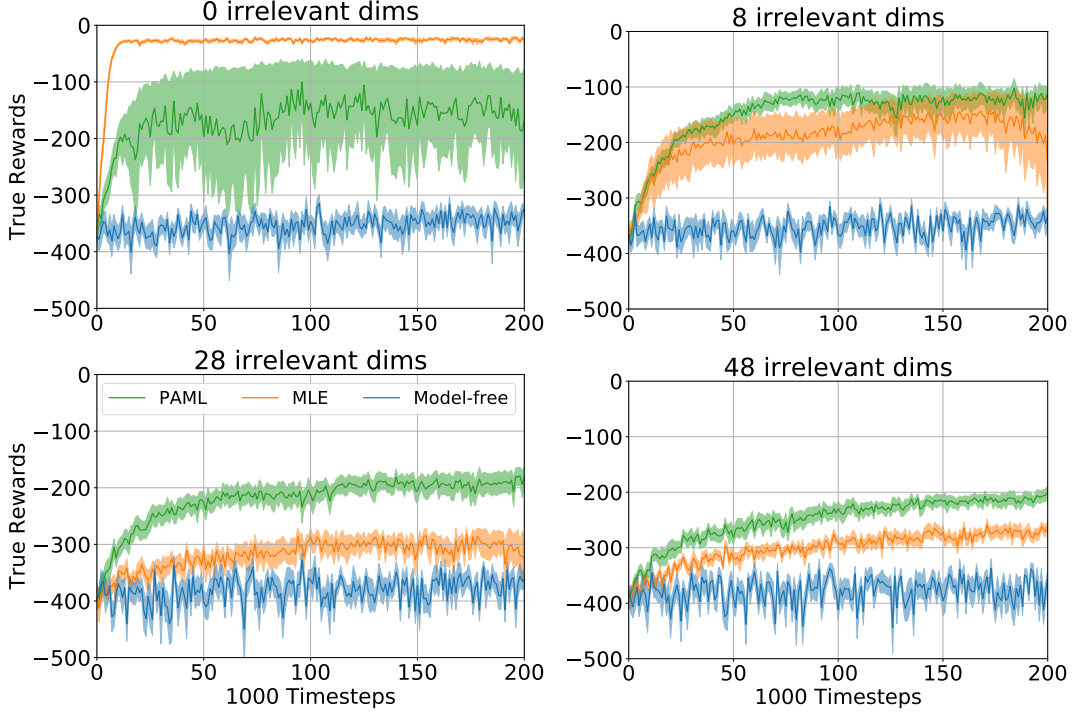 0 irrelevant dims
True Rewards
0
−100
−200
−300
−400
−500
0 50 100 150 200
8 irrelevant dims
0
−100
−200
−300
−400
−500
0 50 100 150 200
28 irrelevant dims
PAML MLE Model-free
True Rewards
0
−100
−200
−300
−400
−500
0 50 100 150 200
1000 Timesteps
48 irrelevant dims
0
−100
−200
−300
−400
−500
0 50 100 150 200
1000 Timesteps